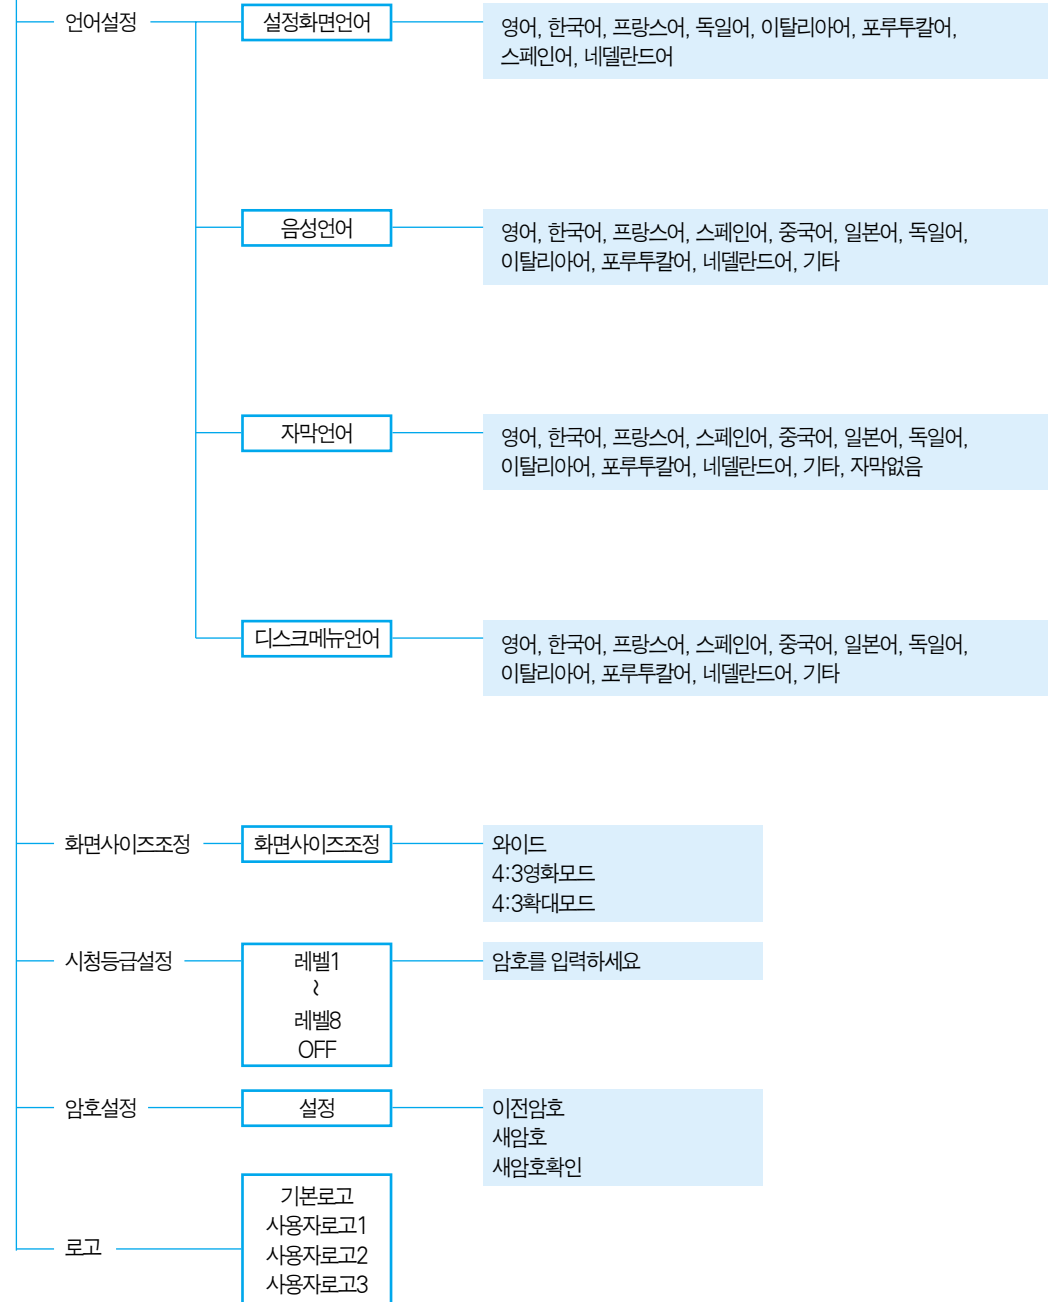 언어설정
설정화면언어
영어, 한국어, 프랑스어, 독일어, 이탈리아어, 포루투칼어,
스페인어, 네델란드어
음성언어
영어, 한국어, 프랑스어, 스페인어, 중국어, 일본어, 독일어,
이탈리아어, 포루투칼어, 네델란드어, 기타
자막언어
영어, 한국어, 프랑스어, 스페인어, 중국어, 일본어, 독일어,
이탈리아어, 포루투칼어, 네델란드어, 기타, 자막없음
디스크메뉴언어
영어, 한국어, 프랑스어, 스페인어, 중국어, 일본어, 독일어,
이탈리아어, 포루투칼어, 네델란드어, 기타
화면사이즈조정
화면사이즈조정
와이드
4:3영화모드
4:3확대모드
시청등급설정
레벨1
~
레벨8
OFF
암호를 입력하세요
암호설정
설정
이전암호
새암호
새암호확인
로고
기본로고
사용자로고1
사용자로고2
사용자로고3